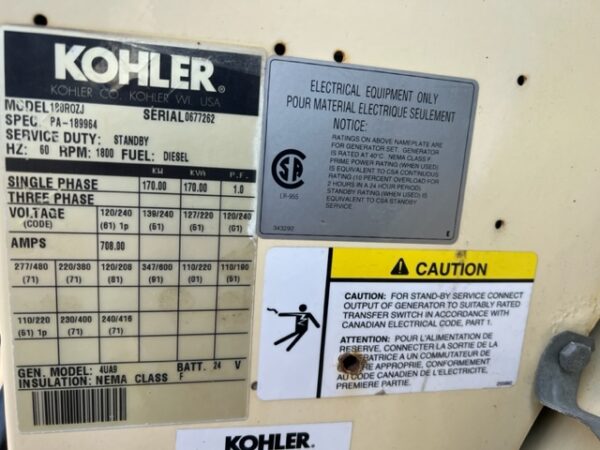 KOHLER®
KOHLER CO. KOHLER WI. USA
MODEL 180ROZJ SERIAL 0677262
SPEC PA-189964
SERVICE DUTY: STANDBY
HZ: 60 RPM: 1800 FUEL: DIESEL
KW KVA P.F.
SINGLE PHASE 170.00 170.00 1.0
THREE PHASE
VOLTAGE 120/240 139/240 127/220 120/240
(CODE) (61) 1p (61) (61) (61)
AMPS 708.00
277/480 220/380 120/208 347/600 110/220 110/190
(71) (71) (61) (71) (01) (61)
110/220 230/400 240/416
(61) 1p (71) (71)
GEN. MODEL: 4UA9 BATT. 24 V
INSULATION: NEMA CLASS F
ELECTRICAL EQUIPMENT ONLY
POUR MATERIAL ELECTRIQUE SEULEMENT
NOTICE:
RATINGS ON ABOVE NAMEPLATE ARE
FOR GENERATOR SET. GENERATOR
IS RATED AT 40°C. NEMA CLASS F
PRIME POWER RATING (WHEN USED)
IS EQUIVALENT TO CSA CONTINUOUS
RATING (10 PERCENT OVERLOAD FOR
2 HOURS IN A 24 HOUR PERIOD).
STANDBY RATING (WHEN USED) IS
EQUIVALENT TO CSA STANDBY
SERVICE.
LR-955
343292
CAUTION
CAUTION: FOR STAND-BY SERVICE CONNECT
OUTPUT OF GENERATOR TO SUITABLY RATED
TRANSFER SWITCH IN ACCORDANCE WITH
CANADIAN ELECTRICAL CODE, PART 1.
ATTENTION: POUR L'ALIMENTATION DE
RESERVE, CONNECTER LA SORTIE DE LA
ERATRICE A UN COMMUTATEUR DE
RE APPROPRIE, CONFORMEMENT
AU CODE CANADIEN DE L'ELECTRICITE,
PREMIERE PARTIE.
KOHLER.